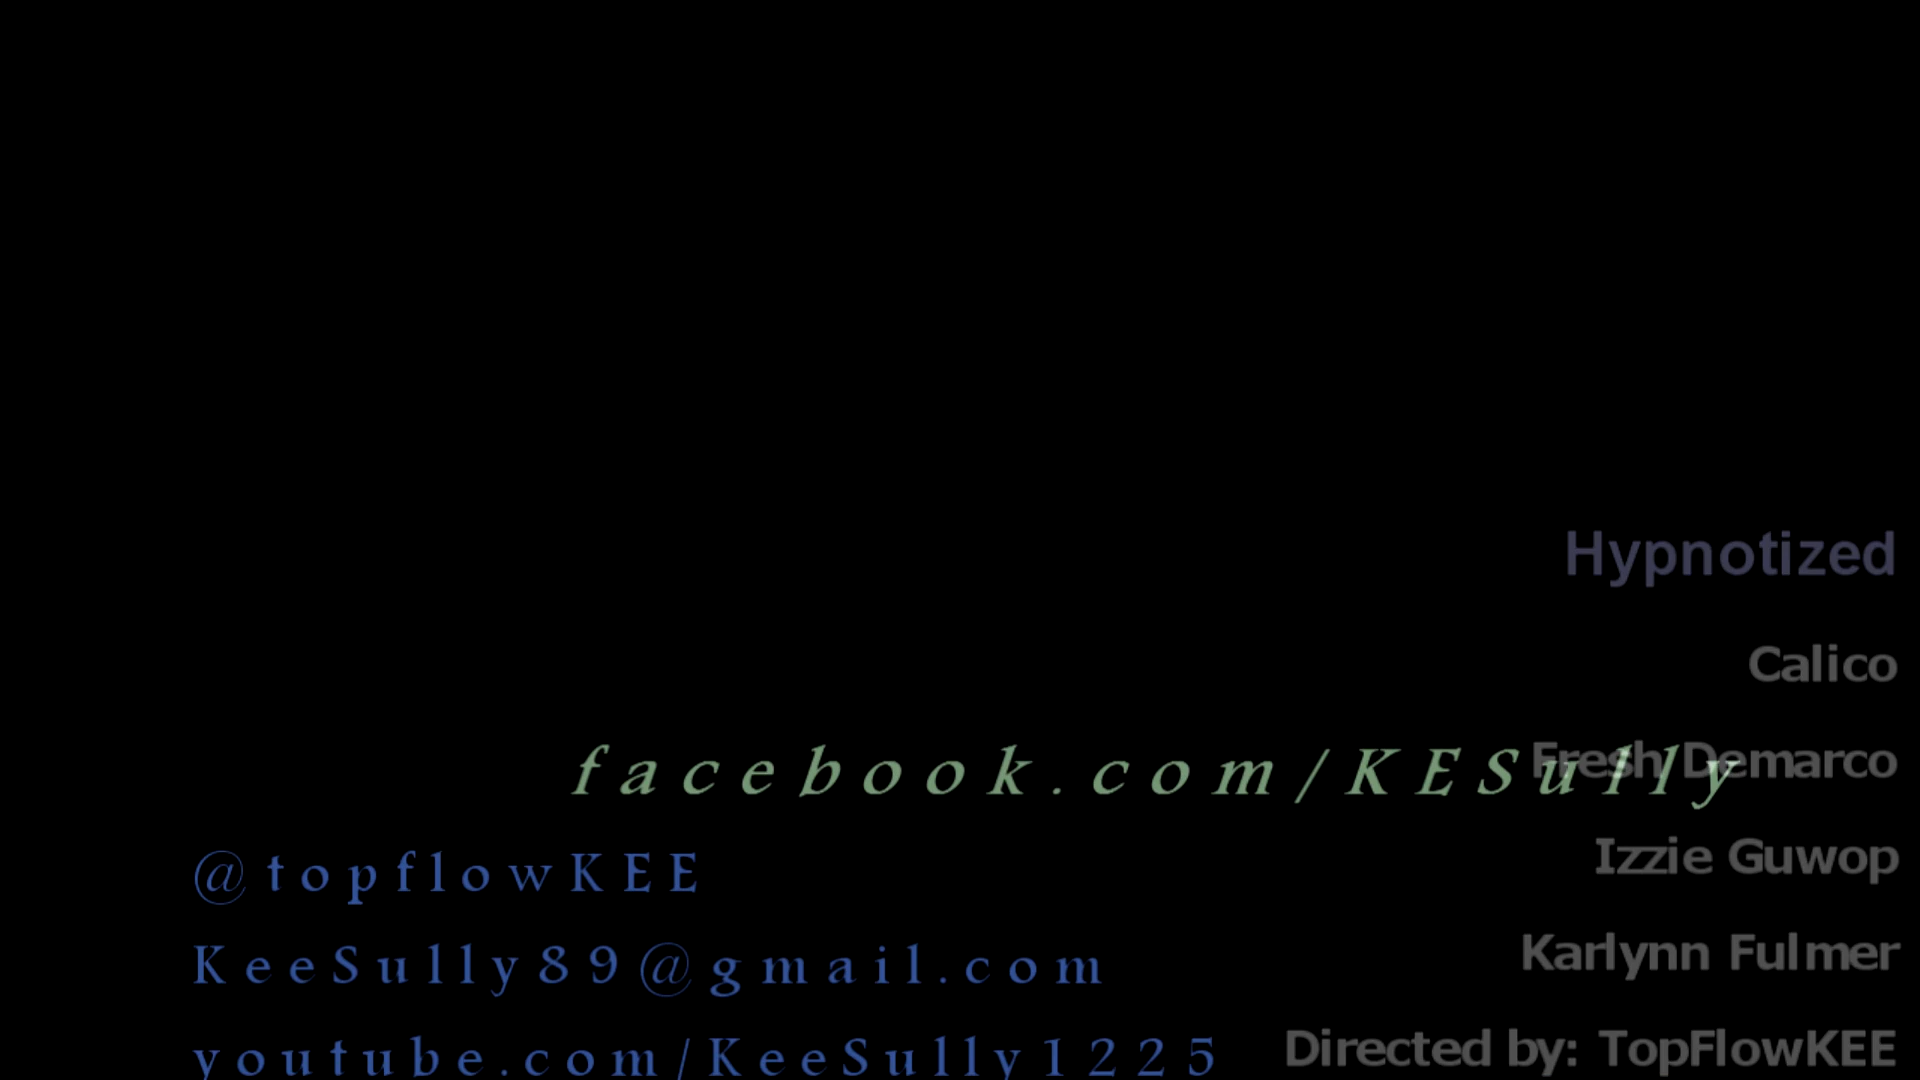 Hypnotized
Calico
facebook.com/KESully
Fresh Demarco
@topflowKEE
Izzie Guwop
KeeSully89@gmail.com
Karlynn Fulmer
youtube.com/KeeSully1225
Directed by: TopFlowKEE